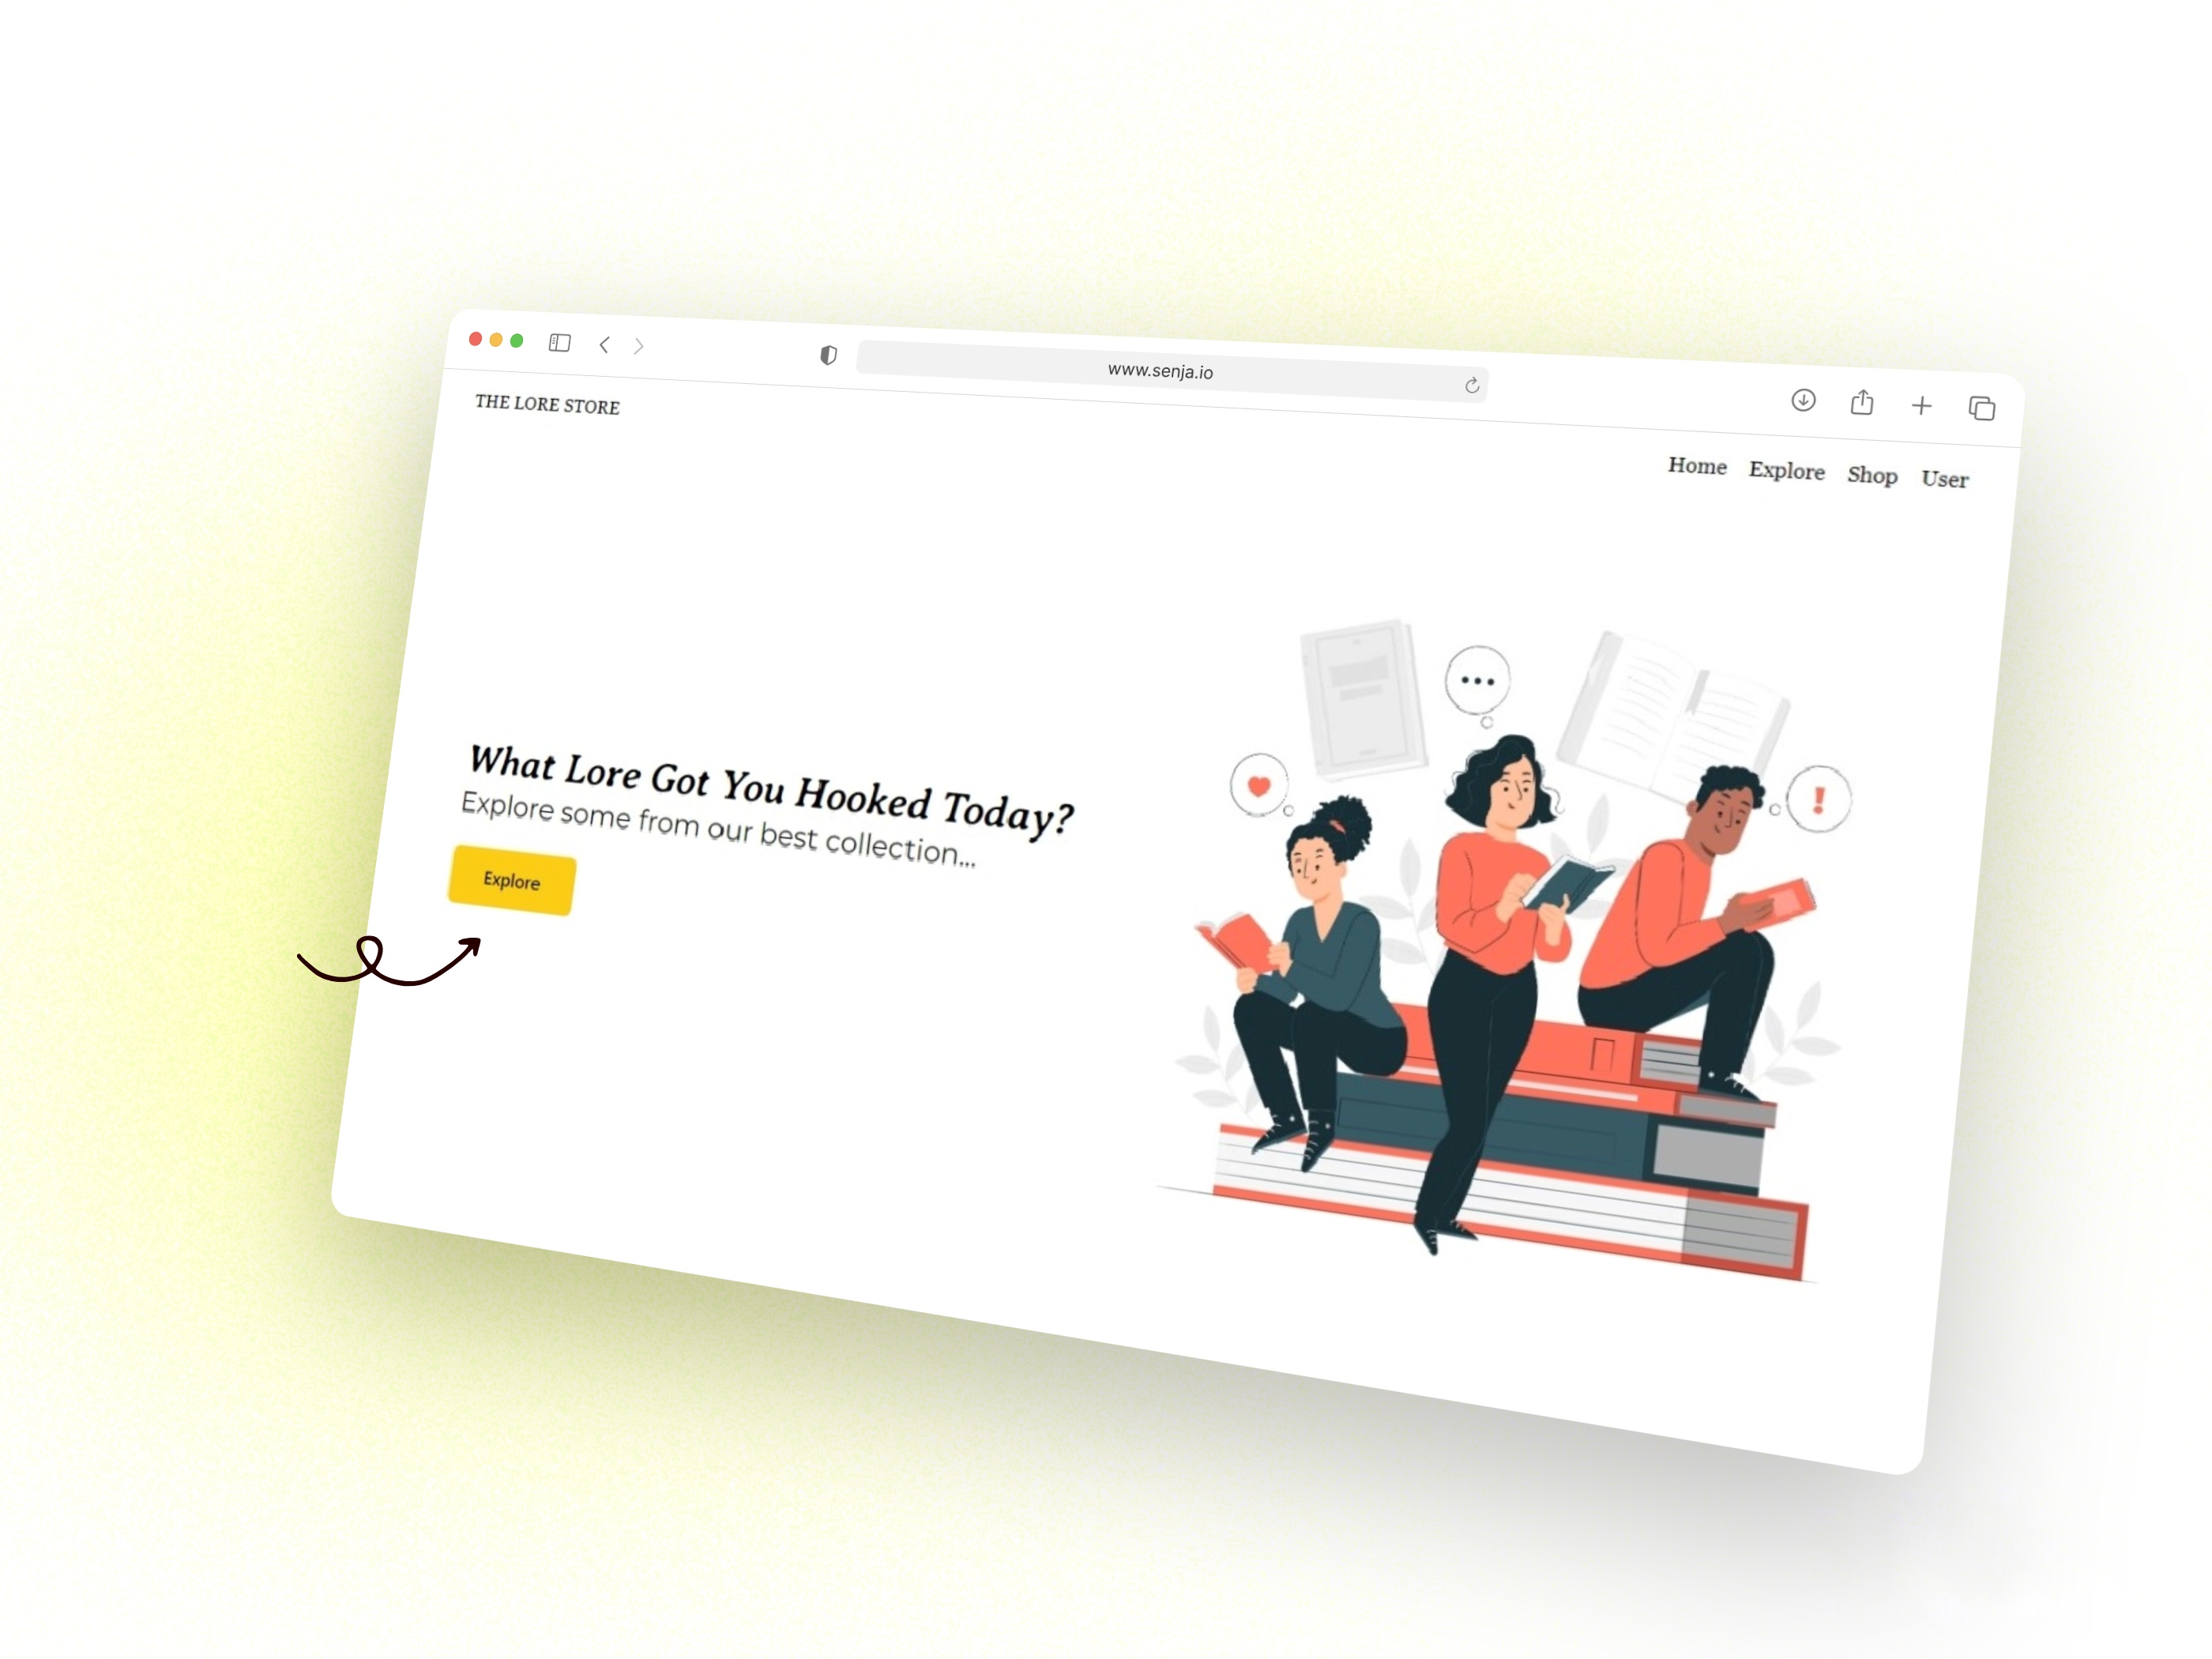 www.senja.io
THE LORE STORE
Home Explore Shop User
What Lore Got You Hooked Today?
Explore some from our best collection...
Explore